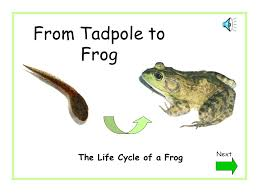 From Tadpole to
Frog
The Life Cycle of a Frog
Next